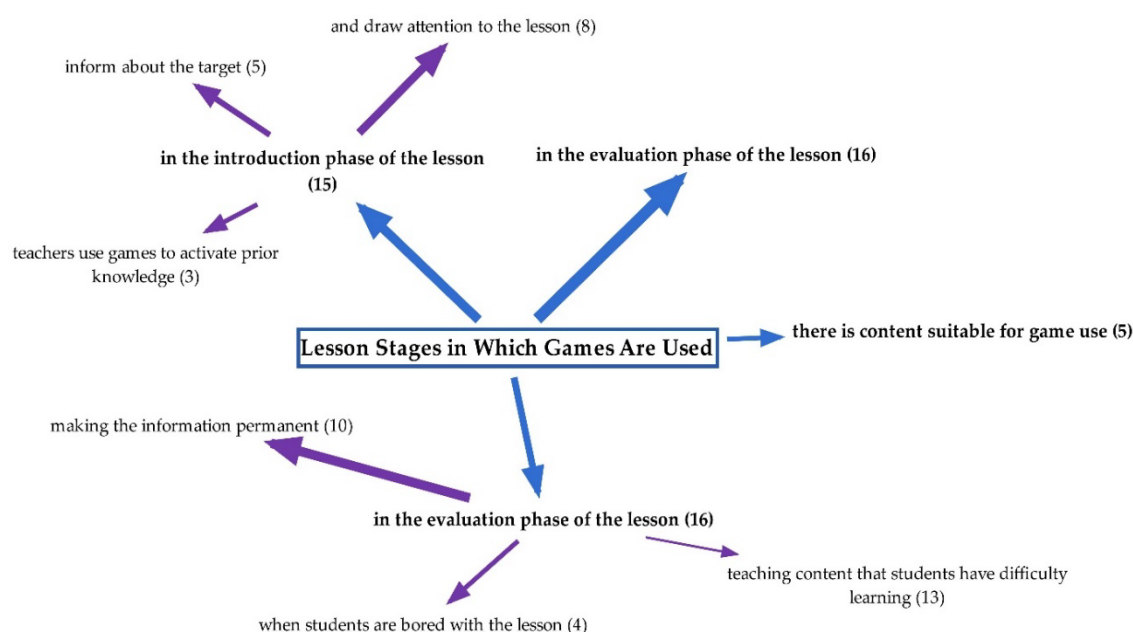 and draw attention to the lesson (8)
inform about the target (5)
in the introduction phase of the lesson
(15)
in the evaluation phase of the lesson (16)
teachers use games to activate prior
knowledge (3)
there is content suitable for game use (5)
Lesson Stages in Which Games Are Used
making the information permanent (10)
in the evaluation phase of the lesson (16)
teaching content that students have difficulty
learning (13)
when students are bored with the lesson (4)